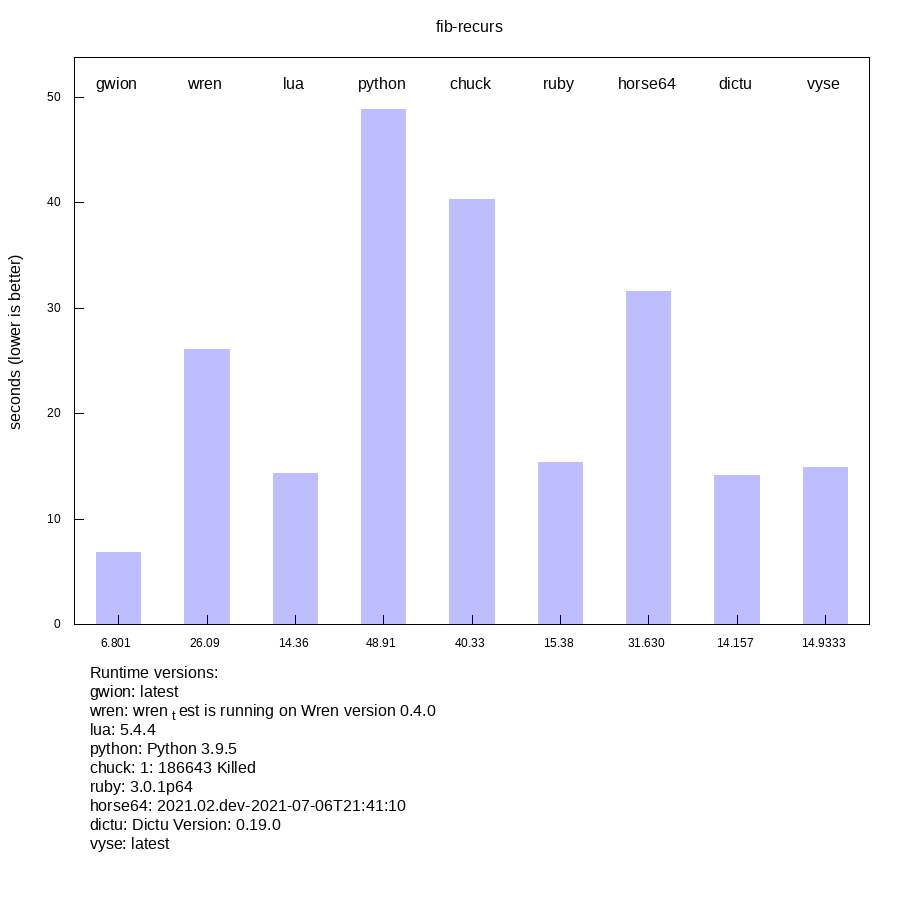 fib-recurs
gwion wren lua python chuck ruby horse64 dictu vyse
50
40
30
20
10
0
seconds (lower is better)
6.801 26.09 14.36 48.91 40.33 15.38 31.630 14.157 14.9333
Runtime versions:
gwion: latest
wren: wren t est is running on Wren version 0.4.0
lua: 5.4.4
python: Python 3.9.5
chuck: 1: 186643 Killed
ruby: 3.0.1p64
horse64: 2021.02.dev-2021-07-06T21:41:10
dictu: Dictu Version: 0.19.0
vyse: latest